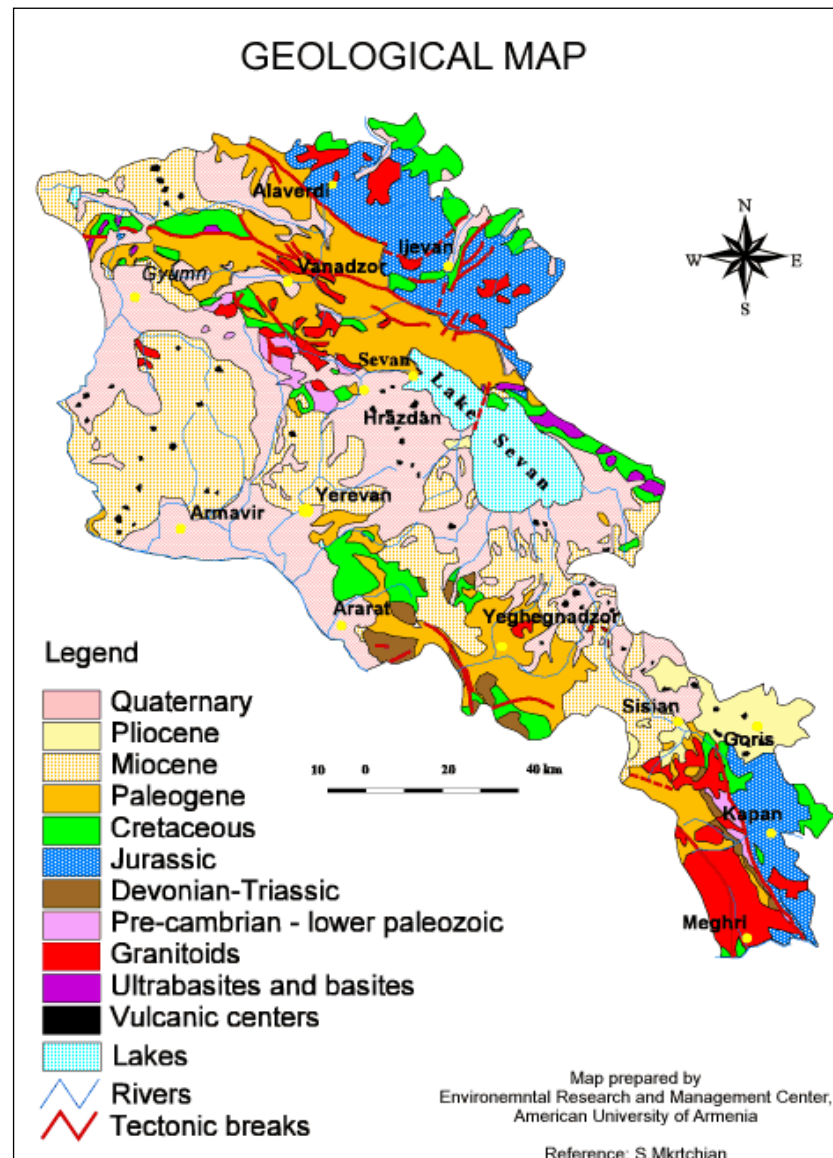 GEOLOGICAL MAP
Alaverdi
Ijevan
N
W E
S
Gyumri
Vanadzor
Sevan
Lake
Sevan
Hrazdan
Yerevan
Armavir
Ararat
Yeghegnadzor
Sisian
Goris
Kapan
Meghri
10 0 20 40 km
Legend
Quaternary
Pliocene
Miocene
Paleogene
Cretaceous
Jurassic
Devonian-Triassic
Pre-cambrian - lower paleozoic
Granitoids
Ultrabasites and basites
Vulcanic centers
Lakes
Rivers
Tectonic breaks
Map prepared by
Environemntal Research and Management Center,
American University of Armenia
Reference: S.Mkrtchian